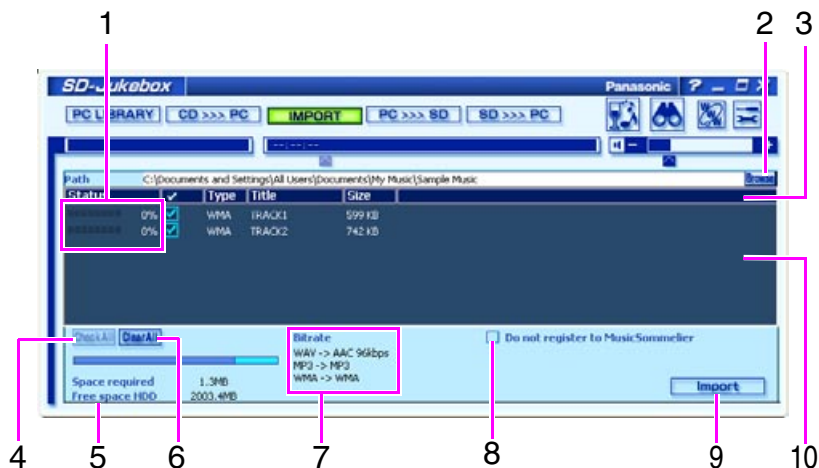 1 2 3
SD-Jukebox Panasonic ?
PC LIBRARY CD >>> PC IMPORT PC >>> SD SD >>> PC
--:--:--
Path C:\Documents and Settings\All Users\Documents\My Music\Sample Music Browse
Status Type Title Size
0% WMA TRACK1 599 KB
0% WMA TRACK2 742 KB
Check All Clear All
Bitrate
WAV -> AAC 96kbps
MP3 -> MP3
WMA -> WMA
Do not register to MusicSommelier
Space required 1.3MB
Free space HDD 2003.4MB
Import
4 5 6 7 8 9 10